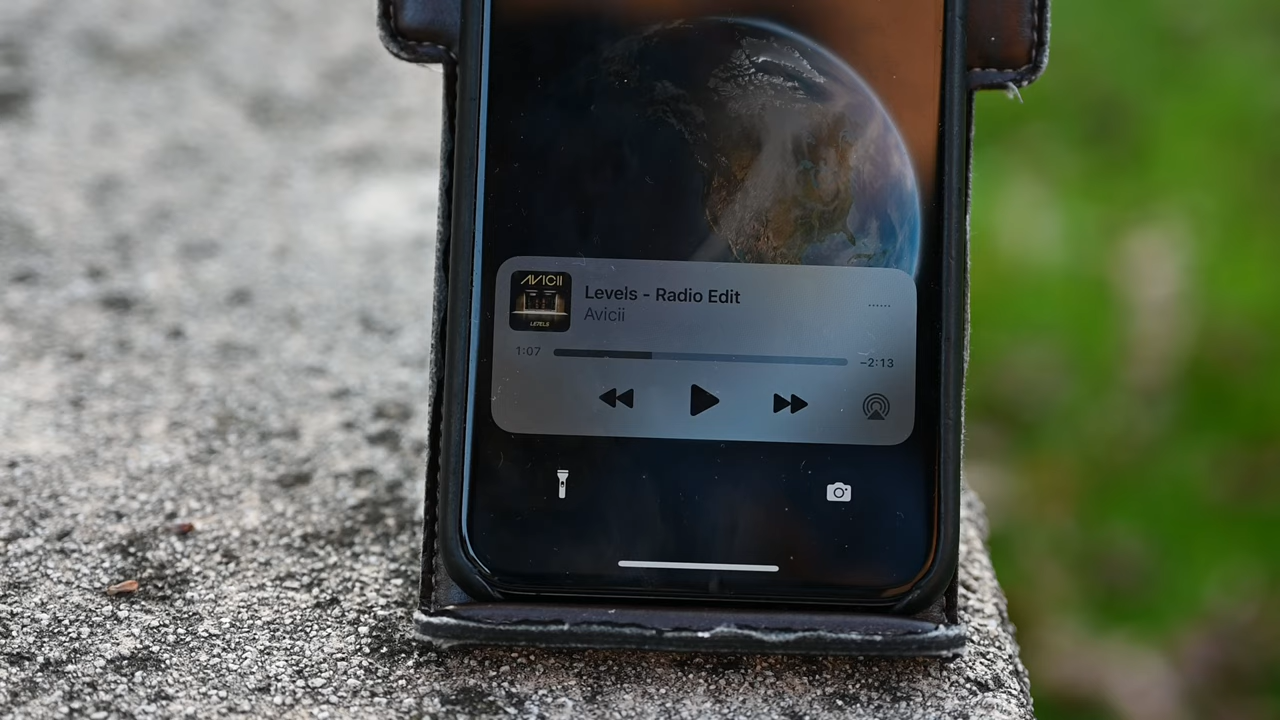 AVICII
LEVELS
Levels - Radio Edit
Avicii
1:07
-2:13